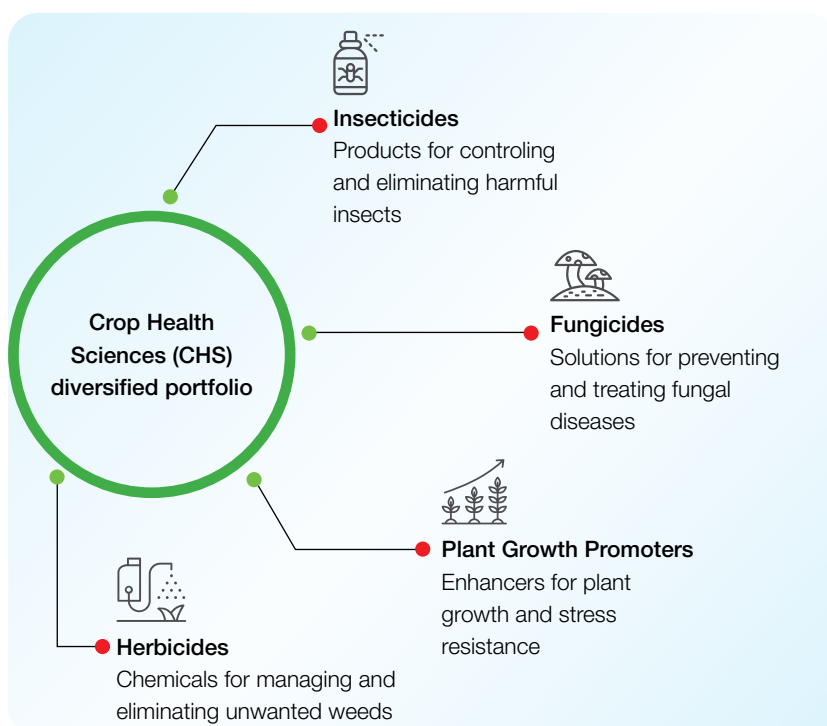 Insecticides
Products for controling
and eliminating harmful
insects
Crop Health
Sciences (CHS)
diversified portfolio
Fungicides
Solutions for preventing
and treating fungal
diseases
Plant Growth Promoters
Enhancers for plant
growth and stress
resistance
Herbicides
Chemicals for managing and
eliminating unwanted weeds